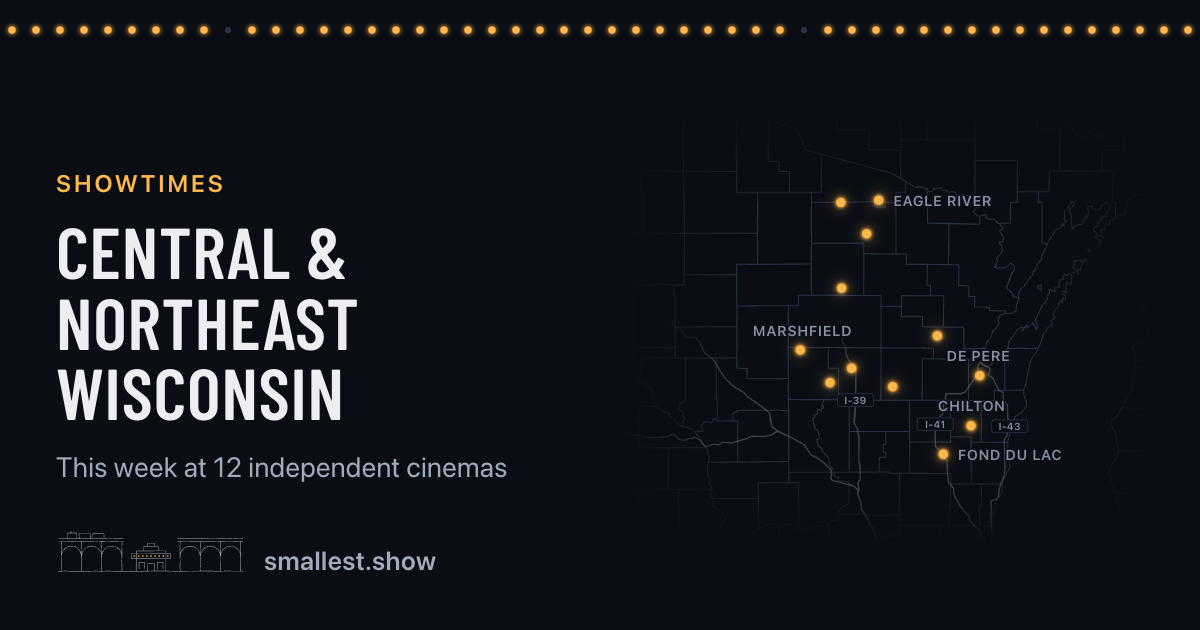 SHOWTIMES
CENTRAL &
NORTHEAST
WISCONSIN
This week at 12 independent cinemas
smallest.show
EAGLE RIVER
MARSHFIELD
DE PERE
I-39
CHILTON
I-41
I-43
FOND DU LAC